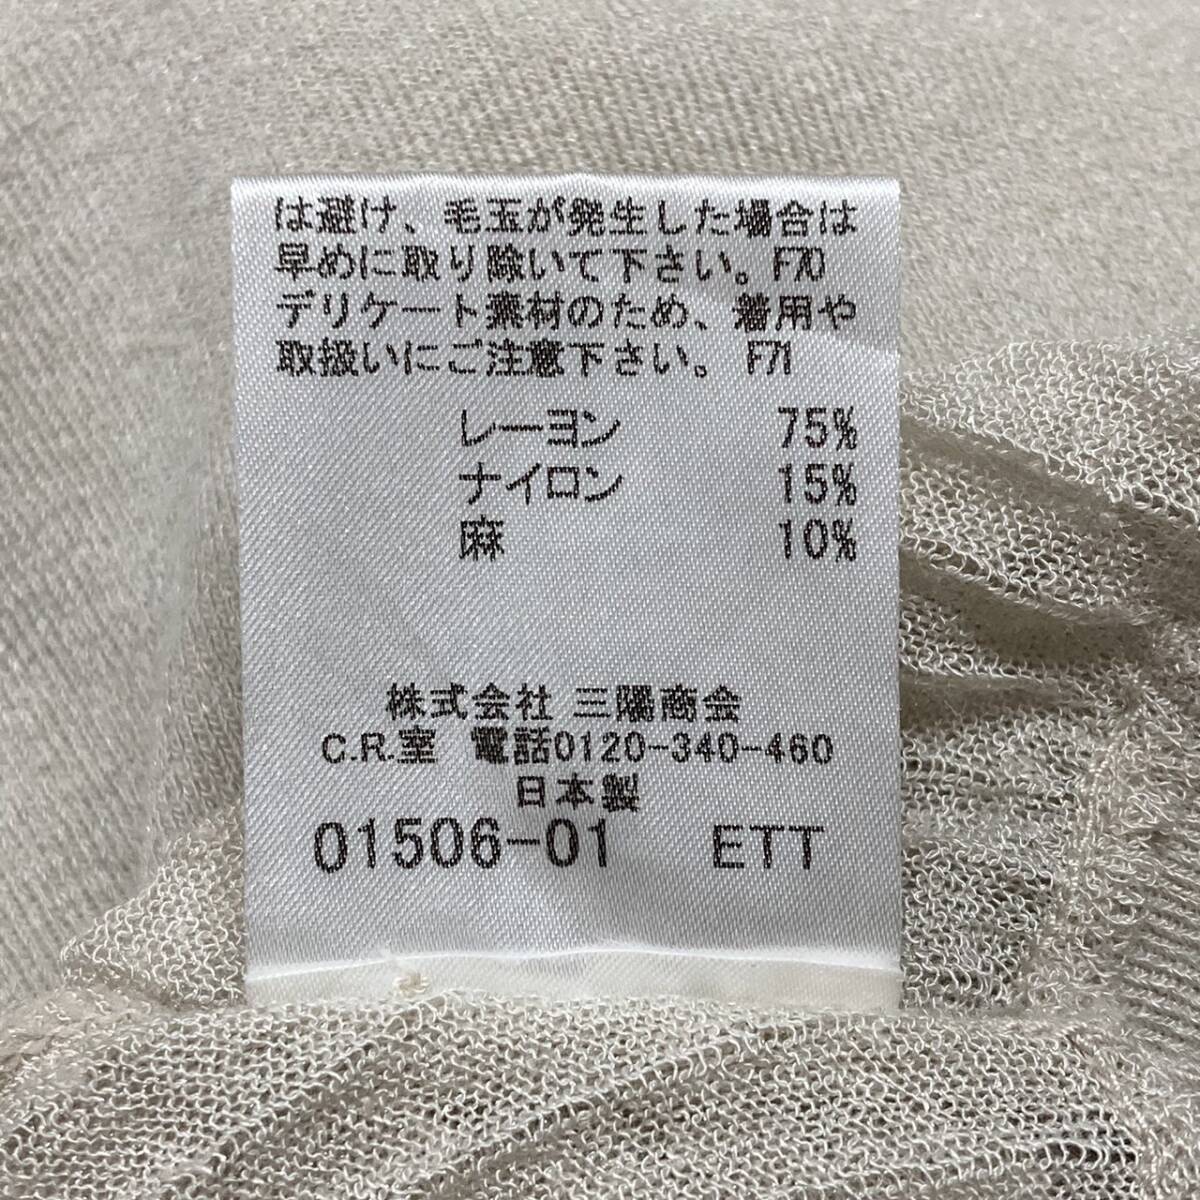 は避け、毛玉が発生した場合は
早めに取り除いて下さい。F70
デリケート素材のため、着用や
取扱いにご注意下さい。 F71
レーヨン 75%
ナイロン 15%
麻 10%
株式会社 三陽商会
C.R.室 電話0120-340-460
日本製
01506-01 ETT